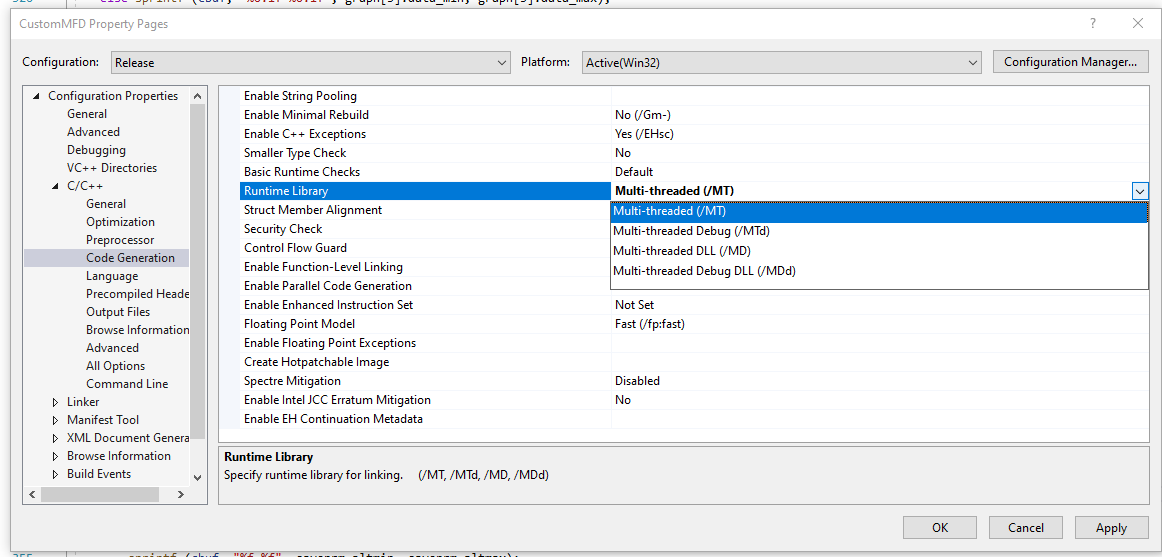 CustomMFD Property Pages
?
Configuration: Release Platform: Active(Win32) Configuration Manager...
Configuration Properties
General
Advanced
Debugging
VC++ Directories
C/C++
General
Optimization
Preprocessor
Code Generation
Language
Precompiled Heade
Output Files
Browse Information
Advanced
All Options
Command Line
Linker
Manifest Tool
XML Document Genera
Browse Information
Build Events
Enable String Pooling
Enable Minimal Rebuild No (/Gm-)
Enable C++ Exceptions Yes (/EHsc)
Smaller Type Check No
Basic Runtime Checks Default
Runtime Library Multi-threaded (/MT)
Struct Member Alignment
Security Check
Control Flow Guard
Enable Function-Level Linking
Enable Parallel Code Generation
Multi-threaded (/MT)
Multi-threaded Debug (/MTd)
Multi-threaded DLL (/MD)
Multi-threaded Debug DLL (/MDd)
Enable Enhanced Instruction Set Not Set
Floating Point Model Fast (/fp:fast)
Enable Floating Point Exceptions
Create Hotpatchable Image
Spectre Mitigation Disabled
Enable Intel JCC Erratum Mitigation No
Enable EH Continuation Metadata
Runtime Library
Specify runtime library for linking. (/MT, /MTd, /MD, /MDd)
OK Cancel Apply